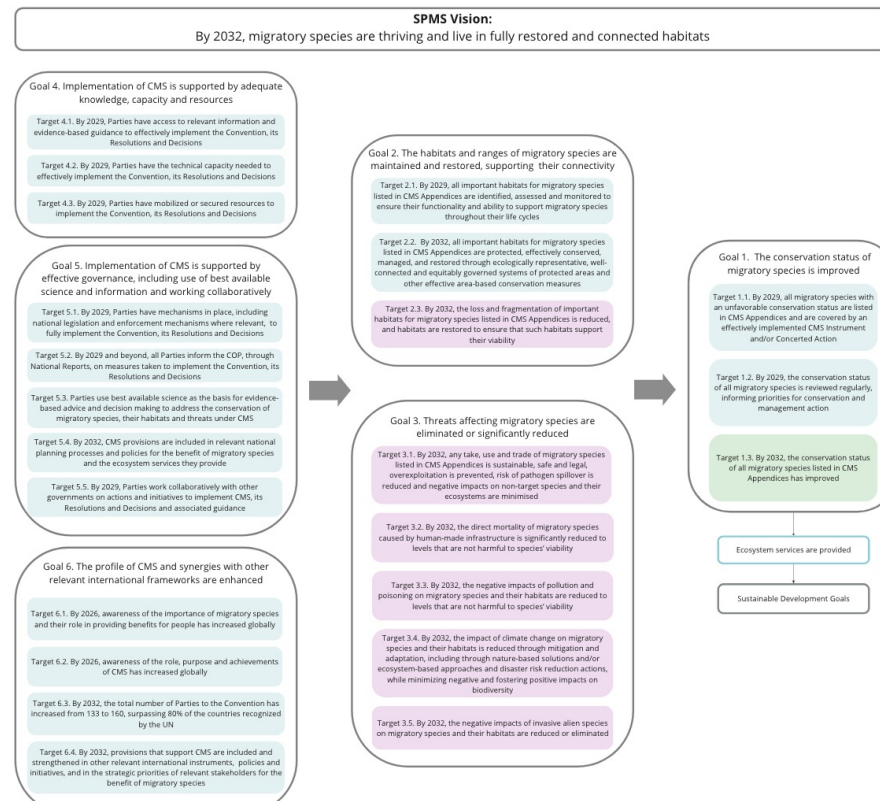 SPMS Vision:
By 2032, migratory species are thriving and live in fully restored and connected habitats
Goal 4. Implementation of CMS is supported by adequate
knowledge, capacity and resources
Target 4.1. By 2029, Parties have access to relevant information and
evidence-based guidance to effectively implement the Convention, its
Resolutions and Decisions
Target 4.2. By 2029, Parties have the technical capacity needed to
effectively implement the Convention, its Resolutions and Decisions
Target 4.3. By 2029, Parties have mobilized or secured resources to
implement the Convention, its Resolutions and Decisions
Goal 5. Implementation of CMS is supported by
effective governance, including use of best available
science and information and working collaboratively
Target 5.1. By 2029, Parties have mechanisms in place, including
national legislation and enforcement mechanisms where relevant, to
fully implement the Convention, its Resolutions and Decisions
Target 5.2. By 2029 and beyond, all Parties inform the COP, through
National Reports, on measures taken to implement the Convention, its
Resolutions and Decisions
Target 5.3. Parties use best available science as the basis for evidence-
based advice and decision making to address the conservation of
migratory species, their habitats and threats under CMS
Target 5.4. By 2032, CMS provisions are included in relevant national
planning processes and policies for the benefit of migratory species
and the ecosystem services they provide
Target 5.5. By 2029, Parties work collaboratively with other
governments on actions and initiatives to implement CMS, its
Resolutions and Decisions and associated guidance
Goal 6. The profile of CMS and synergies with other
relevant international frameworks are enhanced
Target 6.1. By 2026, awareness of the importance of migratory species
and their role in providing benefits for people has increased globally
Target 6.2. By 2026, awareness of the role, purpose and achievements
of CMS has increased globally
Target 6.3. By 2032, the total number of Parties to the Convention has
increased from 133 to 160, surpassing 80% of the countries recognized
by the UN
Target 6.4. By 2032, provisions that support CMS are included and
strengthened in other relevant international instruments, policies and
initiatives, and in the strategic priorities of relevant stakeholders for the
benefit of migratory species
Goal 2. The habitats and ranges of migratory species are
maintained and restored, supporting their connectivity
Target 2.1. By 2029, all important habitats for migratory species
listed in CMS Appendices are identified, assessed and monitored to
ensure their functionality and ability to support migratory species
throughout their life cycles
Target 2.2. By 2032, all important habitats for migratory species
listed in CMS Appendices are protected, effectively conserved,
managed, and restored through ecologically representative, well-
connected and equitably governed systems of protected areas and
other effective area-based conservation measures
Target 2.3. By 2032, the loss and fragmentation of important
habitats for migratory species listed in CMS Appendices is reduced,
and habitats are restored to ensure that such habitats support
their viability
Goal 3. Threats affecting migratory species are
eliminated or significantly reduced
Target 3.1. By 2032, any take, use and trade of migratory species
listed in CMS Appendices is sustainable, safe and legal,
overexploitation is prevented, risk of pathogen spillover is
reduced and negative impacts on non-target species and their
ecosystems are minimised
Target 3.2. By 2032, the direct mortality of migratory species
caused by human-made infrastructure is significantly reduced to
levels that are not harmful to species' viability
Target 3.3. By 2032, the negative impacts of pollution and
poisoning on migratory species and their habitats are reduced to
levels that are not harmful to species' viability
Target 3.4. By 2032, the impact of climate change on migratory
species and their habitats is reduced through mitigation and
adaptation, including through nature-based solutions and/or
ecosystem-based approaches and disaster risk reduction actions,
while minimizing negative and fostering positive impacts on
biodiversity
Target 3.5. By 2032, the negative impacts of invasive alien species
on migratory species and their habitats are reduced or eliminated
Goal 1. The conservation status of
migratory species is improved
Target 1.1. By 2029, all migratory species with
an unfavorable conservation status are listed
in CMS Appendices and are covered by an
effectively implemented CMS Instrument
and/or Concerted Action
Target 1.2. By 2029, the conservation status
of all migratory species is reviewed regularly,
informing priorities for conservation and
management action
Target 1.3. By 2032, the conservation status
of all migratory species listed in CMS
Appendices has improved
Ecosystem services are provided
Sustainable Development Goals